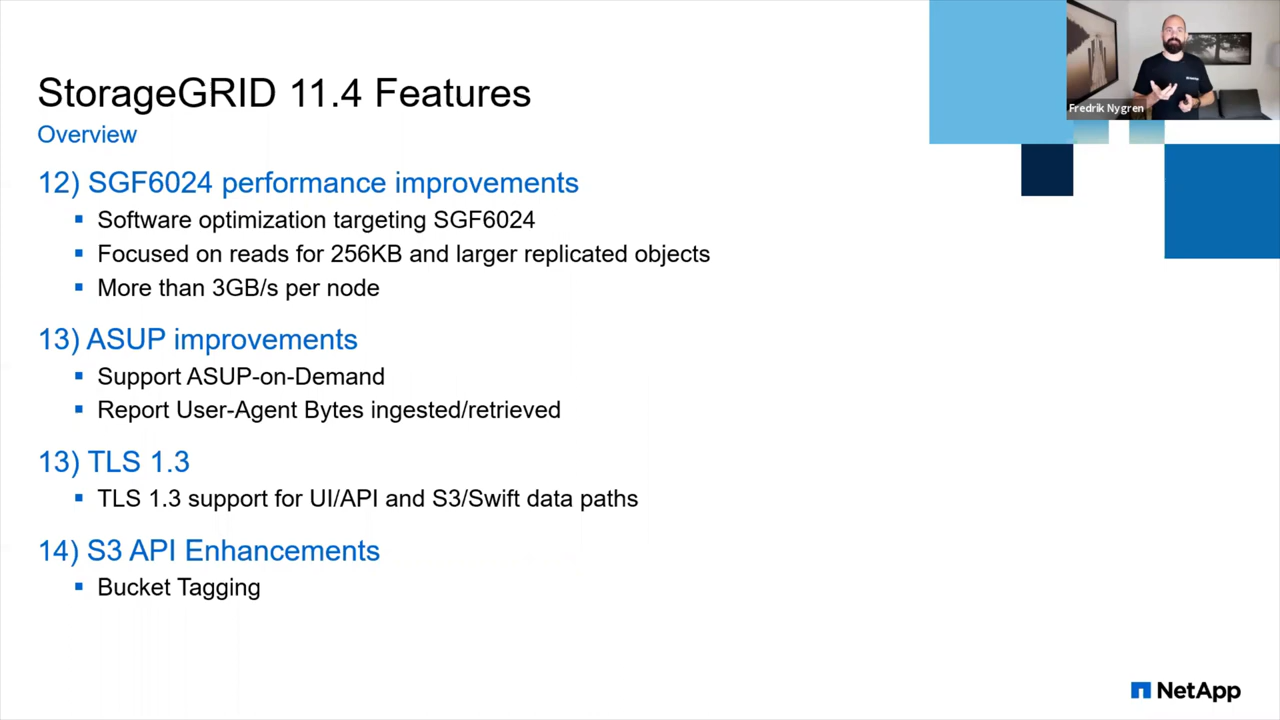 StorageGRID 11.4 Features
Overview
12) SGF6024 performance improvements
Software optimization targeting SGF6024
Focused on reads for 256KB and larger replicated objects
More than 3GB/s per node
13) ASUP improvements
Support ASUP-on-Demand
Report User-Agent Bytes ingested/retrieved
13) TLS 1.3
TLS 1.3 support for UI/API and S3/Swift data paths
14) S3 API Enhancements
Bucket Tagging
Fredrik Nygren
NetApp